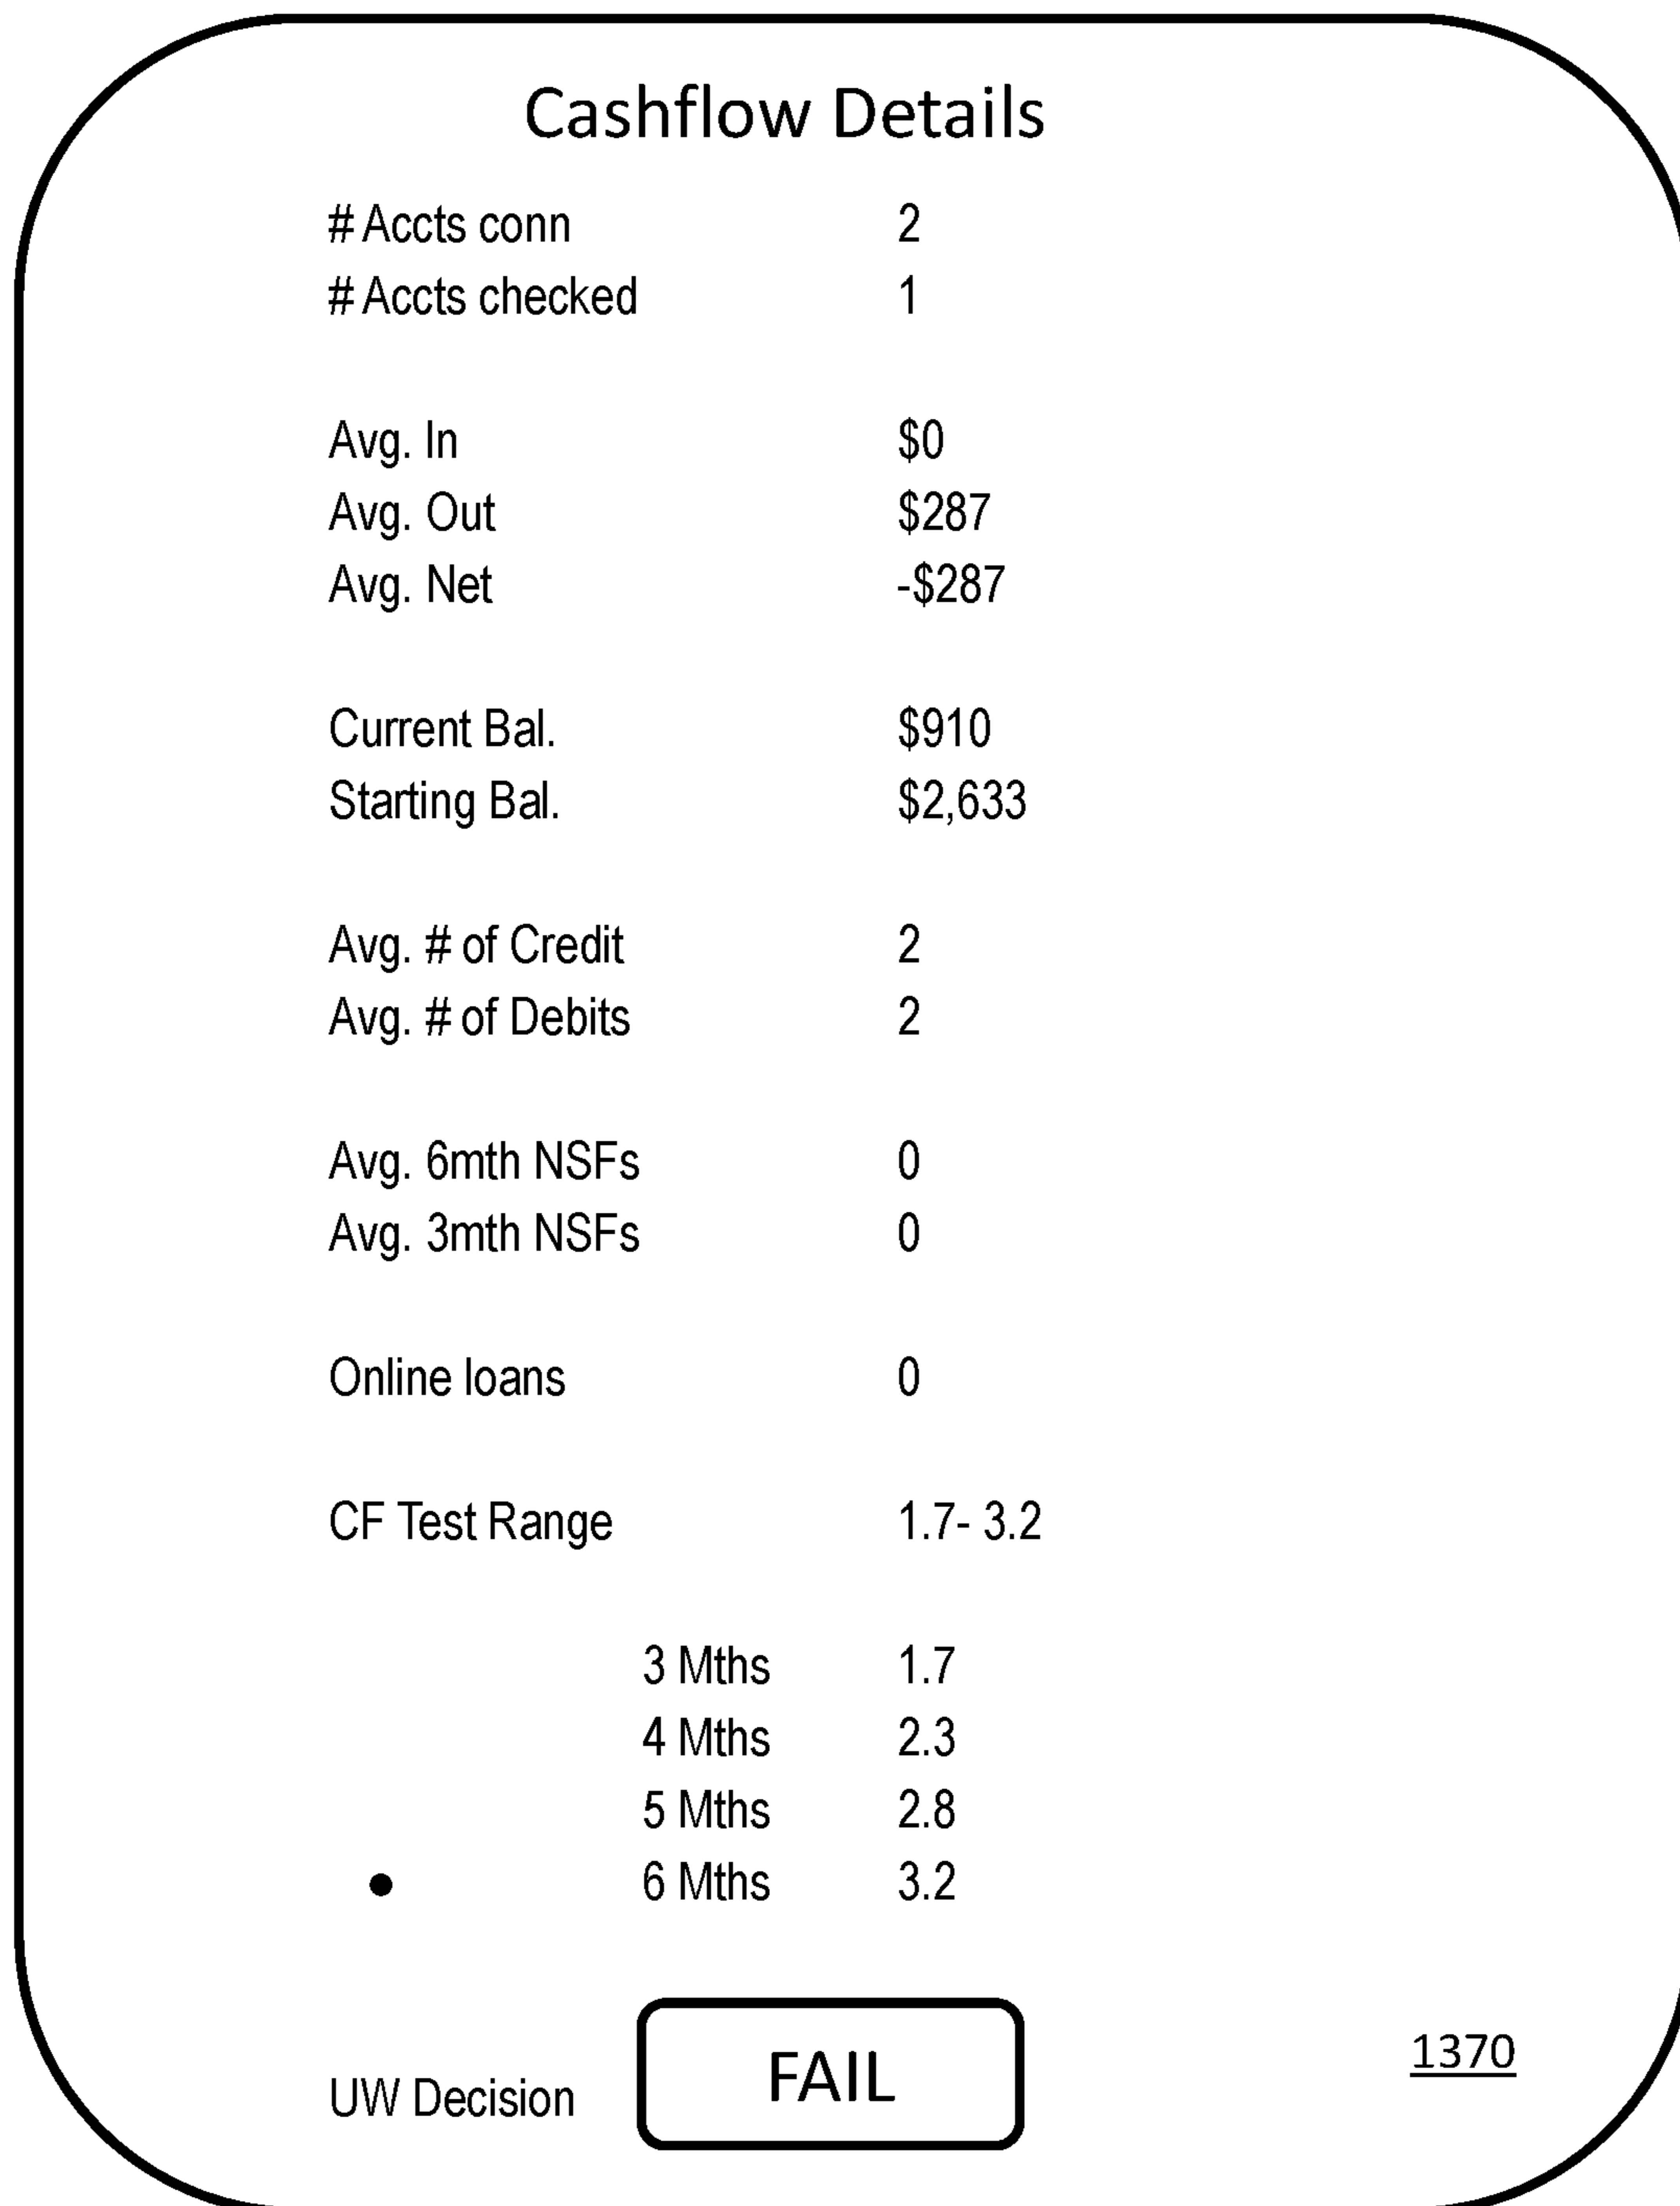 Cashflow Details
# Accts conn 2
# Accts checked 1
Avg. In $0
Avg. Out $287
Avg. Net -$287
Current Bal. $910
Starting Bal. $2,633
Avg. # of Credit 2
Avg. # of Debits 2
Avg. 6mth NSFs 0
Avg. 3mth NSFs 0
Online loans 0
CF Test Range 1.7- 3.2
3 Mths 1.7
4 Mths 2.3
5 Mths 2.8
● 6 Mths 3.2
UW Decision FAIL
1370